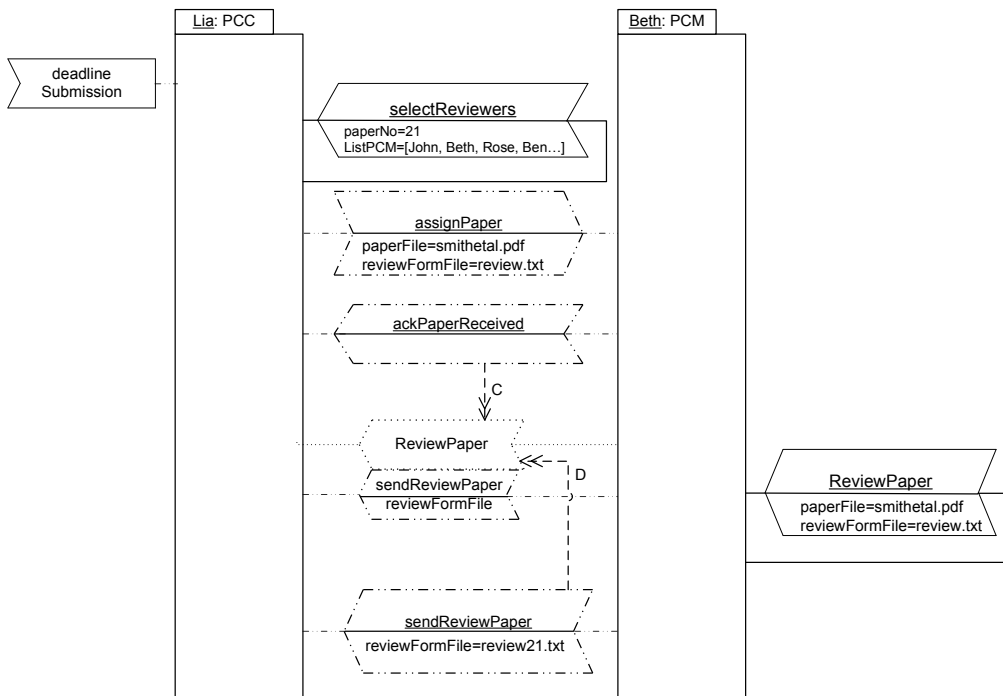 Lia: PCC
Beth: PCM
deadline
Submission
selectReviewers
paperNo=21
ListPCM=[John, Beth, Rose, Ben…]
assignPaper
paperFile=smithetal.pdf
reviewFormFile=review.txt
ackPaperReceived
C
ReviewPaper
D
sendReviewPaper
reviewFormFile
ReviewPaper
paperFile=smithetal.pdf
reviewFormFile=review.txt
sendReviewPaper
reviewFormFile=review21.txt